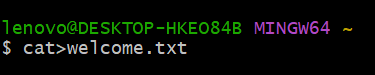 lenovo@DESKTOP-HKEO84B MINGW64 ~
$ cat>welcome.txt